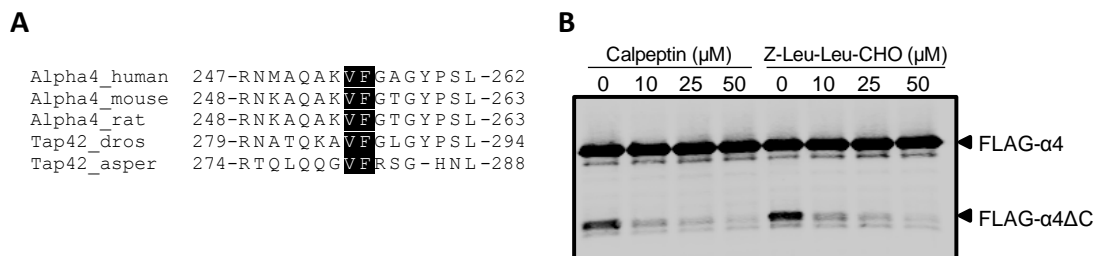 A
Alpha4_human 247-RNMAQAKVFGAGYPSL-262
Alpha4_mouse 248-RNKAQAKVFGTGYPSL-263
Alpha4_rat 248-RNKAQAKVFGTGYPSL-263
Tap42_dros 279-RNATQKAVFGLGYPSL-294
Tap42_asper 274-RTQLQQGVFRSG-HNL-288
B
Calpeptin (μM) Z-Leu-Leu-CHO (μM)
0 10 25 50 0 10 25 50
FLAG-α4
FLAG-α4ΔC